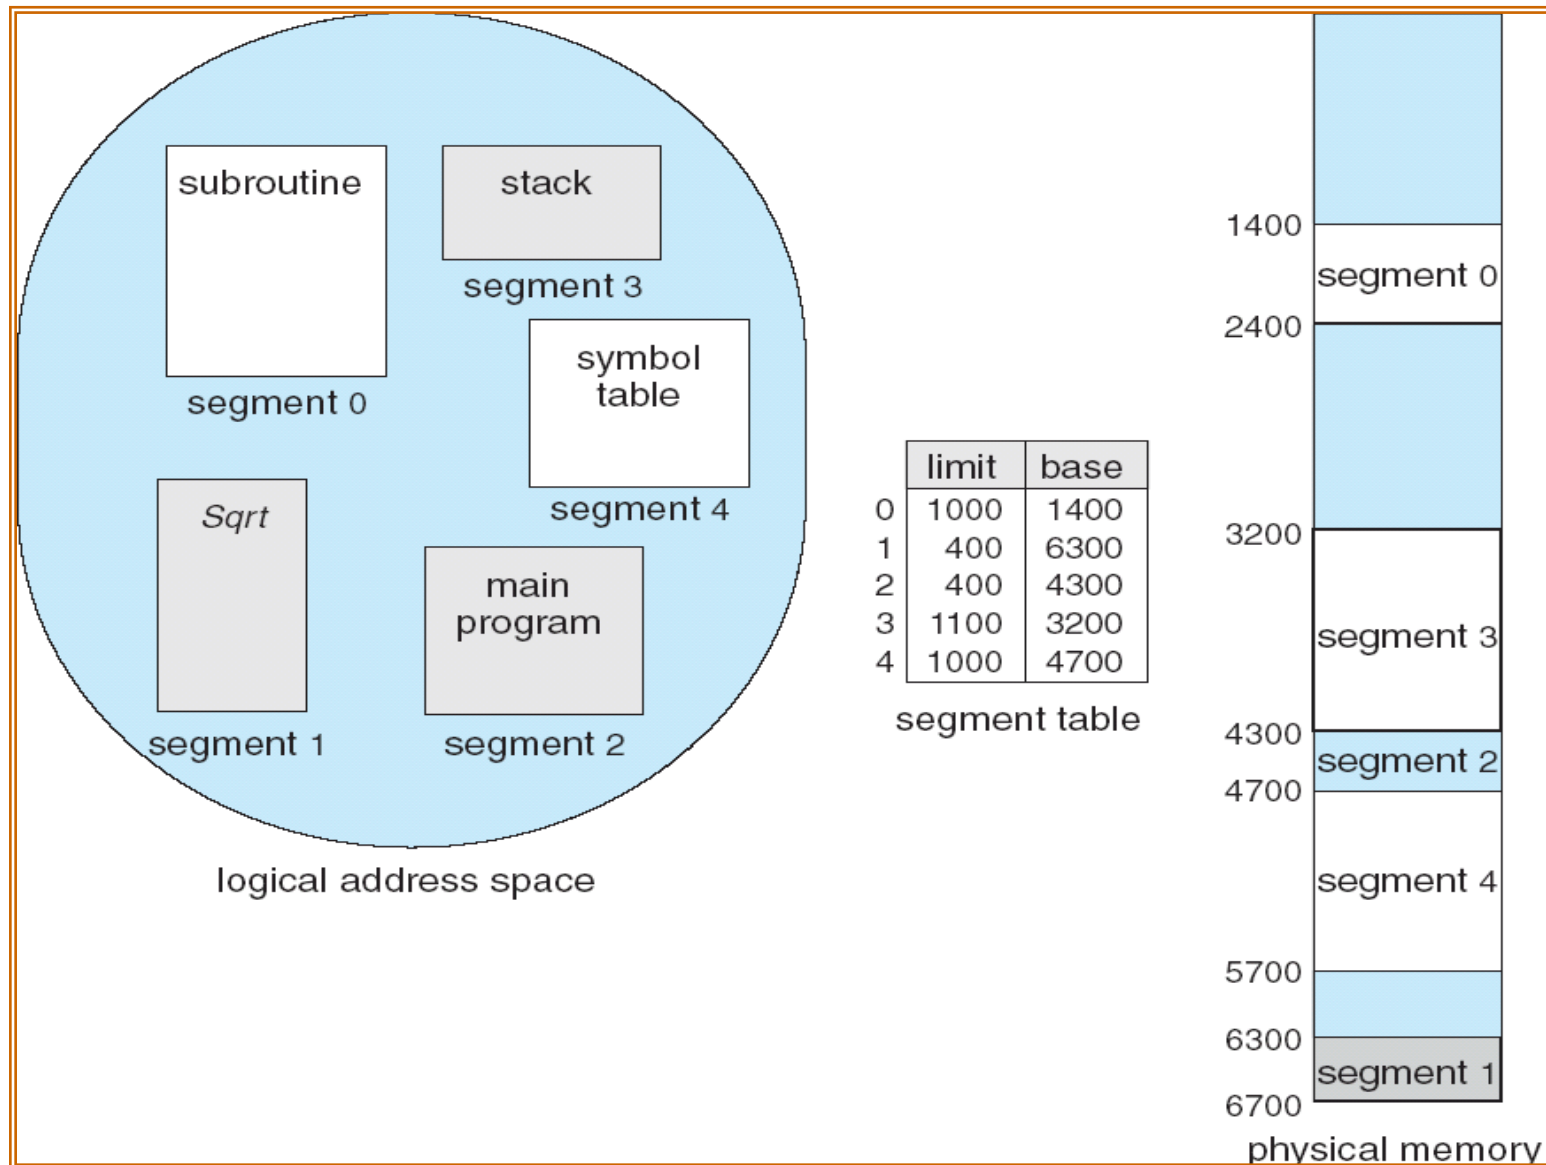 subroutine
segment 0
stack
segment 3
symbol
table
segment 4
Sqrt
segment 1
main
program
segment 2
logical address space
limit base
0 1000 1400
1 400 6300
2 400 4300
3 1100 3200
4 1000 4700
segment table
1400
segment 0
2400
3200
segment 3
4300
segment 2
4700
segment 4
5700
6300
segment 1
6700
physical memory